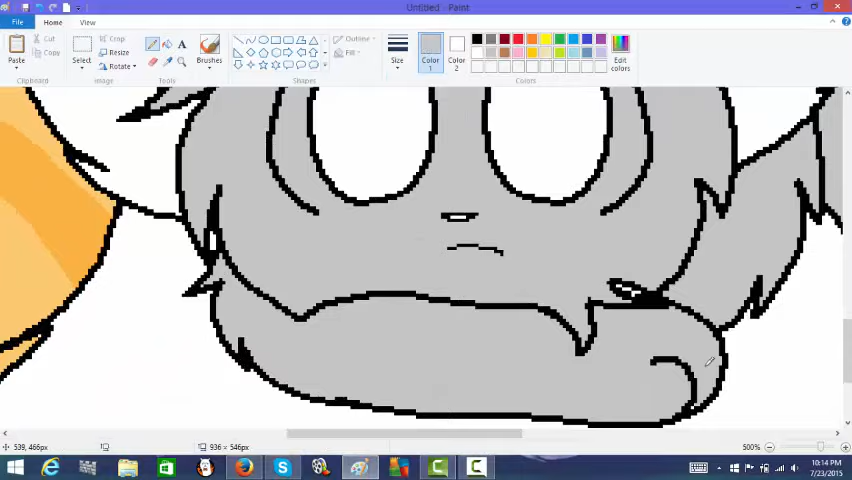 Untitled - Paint
File
Home
View
Paste
Cut
Copy
Clipboard
Select
Crop
Resize
Rotate
Image
Tools
Brushes
Shapes
Outline
Fill
Size
Color 1
Color 2
Edit colors
Colors
539, 466px
936 × 546px
500%
10:14 PM
7/23/2015